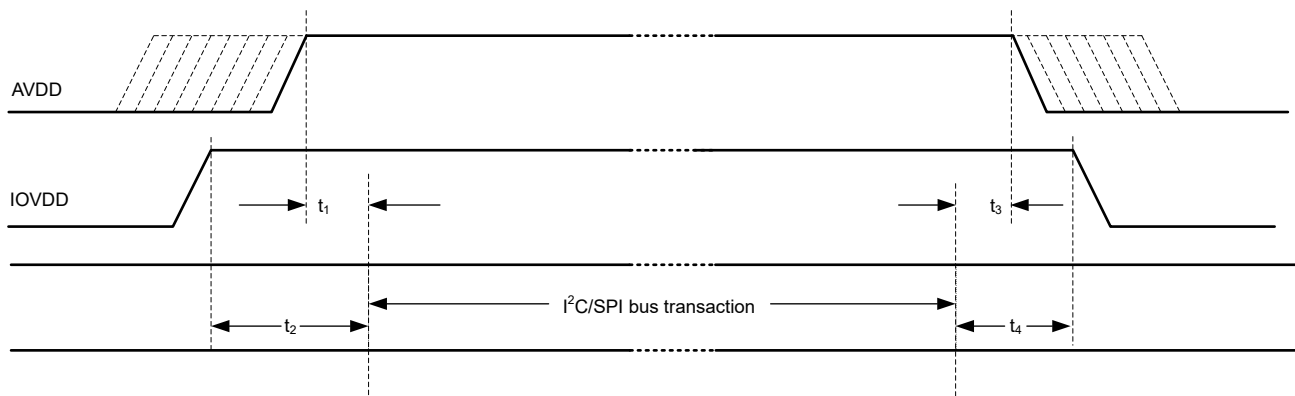 AVDD
IOVDD
t₁
t₃
I²C/SPI bus transaction
t₂
t₄